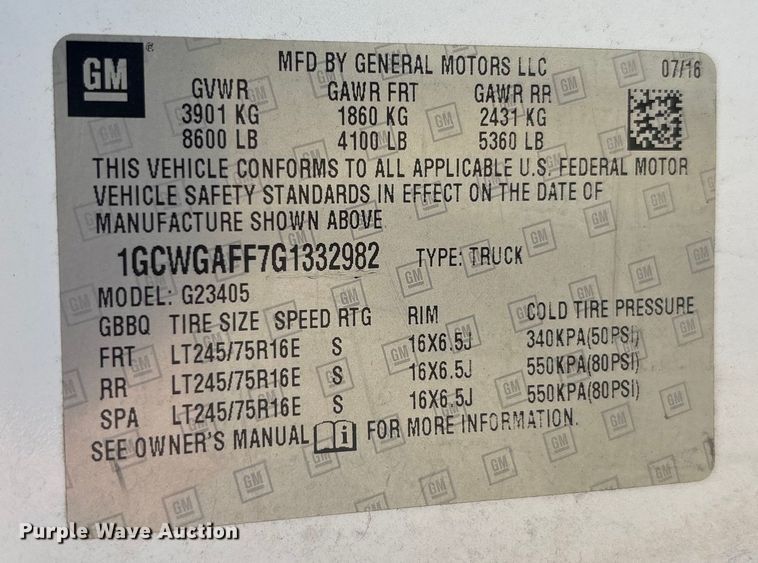 GM ® MFD BY GENERAL MOTORS LLC 07/16
GVWR GAWR FRT GAWR RR
3901 KG 1860 KG 2431 KG
8600 LB 4100 LB 5360 LB
THIS VEHICLE CONFORMS TO ALL APPLICABLE U.S. FEDERAL MOTOR
VEHICLE SAFETY STANDARDS IN EFFECT ON THE DATE OF
MANUFACTURE SHOWN ABOVE
1GCWGAFF7G1332982 TYPE: TRUCK
MODEL: G23405
GBBQ TIRE SIZE SPEED RTG RIM COLD TIRE PRESSURE
FRT LT245/75R16E S 16X6.5J 340KPA(50PSI)
RR LT245/75R16E S 16X6.5J 550KPA(80PSI)
SPA LT245/75R16E S 16X6.5J 550KPA(80PSI)
SEE OWNER'S MANUAL i FOR MORE INFORMATION.
Purple Wave Auction